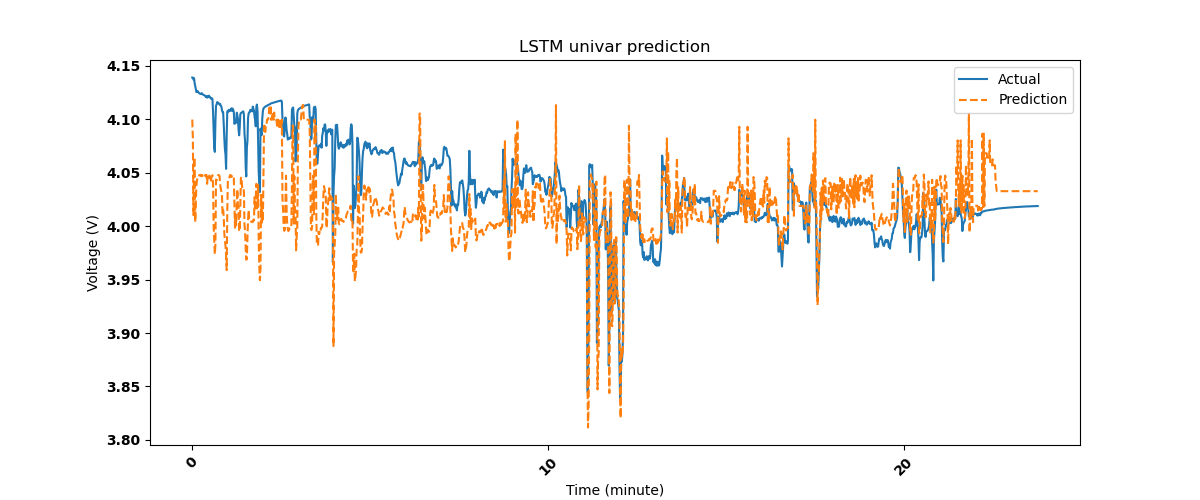 LSTM univar prediction
Actual
Prediction
4.15
4.10
4.05
4.00
3.95
3.90
3.85
3.80
Voltage (V)
0
10
20
Time (minute)